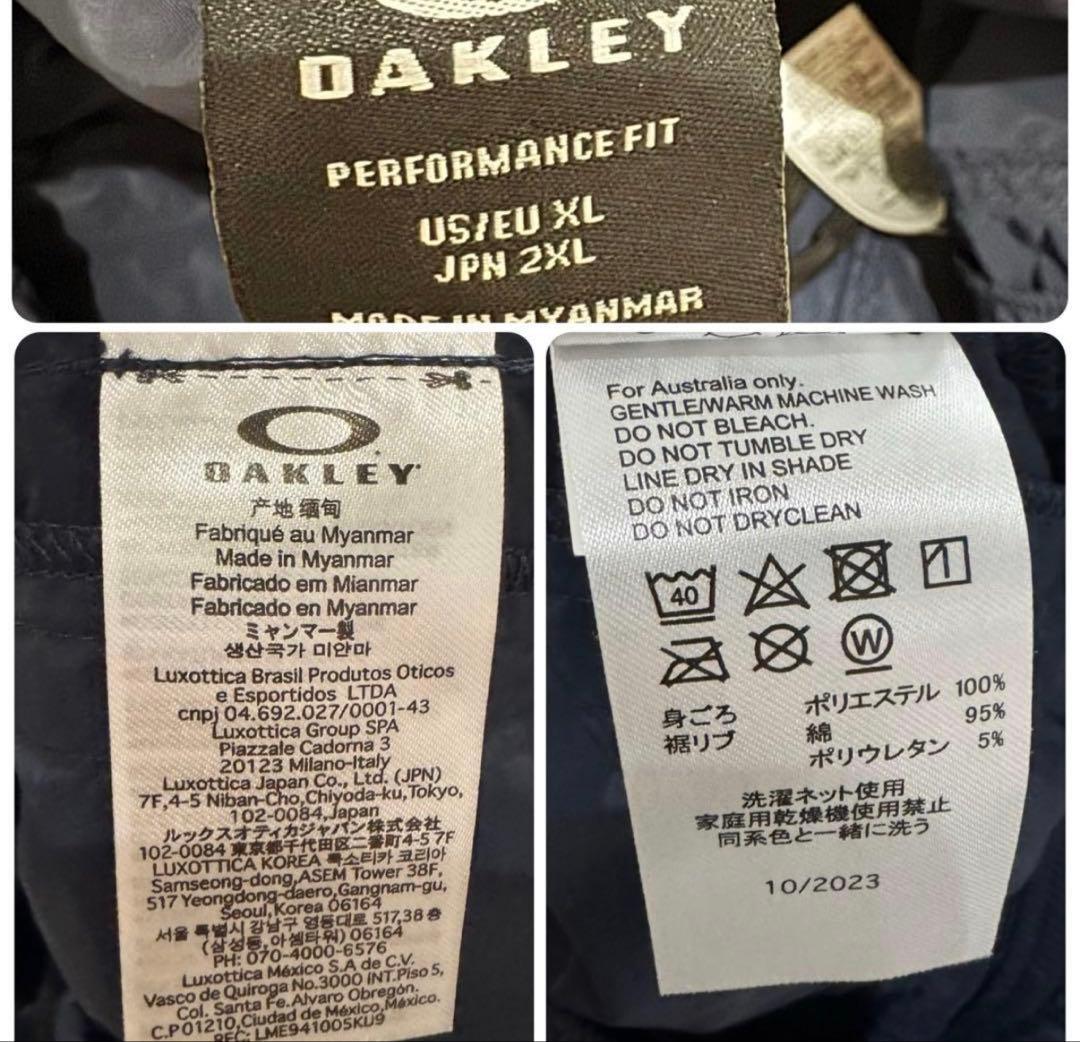 OAKLEY
PERFORMANCE FIT
US/EU XL
JPN 2XL
MADE IN MYANMAR
OAKLEY
产地 缅甸
Fabriqué au Myanmar
Made in Myanmar
Fabricado em Mianmar
Fabricado en Myanmar
ミャンマー製
생산국가 미얀마
Luxottica Brasil Produtos Oticos
e Esportidos LTDA
cnpj 04.692.027/0001-43
Luxottica Group SPA
Piazzale Cadorna 3
20123 Milano-Italy
Luxottica Japan Co., Ltd. (JPN)
7F,4-5 Niban-Cho,Chiyoda-ku,Tokyo,
102-0084,Japan
ルックスオティカジャパン株式会社
102-0084 東京都千代田区二番町4-5 7F
LUXOTTICA KOREA 룩소티카 코리아
Samseong-dong,ASEM Tower 38F,
517 Yeongdong-daero,Gangnam-gu,
Seoul,Korea 06164
서울 특별시 강남구 영동대로 517,38 층
(삼성동,아셈타워) 06164
PH: 070-4000-6576
Luxottica México S.A de C.V.
Vasco de Quiroga No.3000 INT.Piso 5,
Col. Santa Fe.Alvaro Obregón.
C.P01210,Ciudad de México,México.
RFC: LME941005KU9
For Australia only.
GENTLE/WARM MACHINE WASH
DO NOT BLEACH.
DO NOT TUMBLE DRY
LINE DRY IN SHADE
DO NOT IRON
DO NOT DRYCLEAN
40
W
身ごろ ポリエステル 100%
裾リブ 綿 95%
ポリウレタン 5%
洗濯ネット使用
家庭用乾燥機使用禁止
同系色と一緒に洗う
10/2023